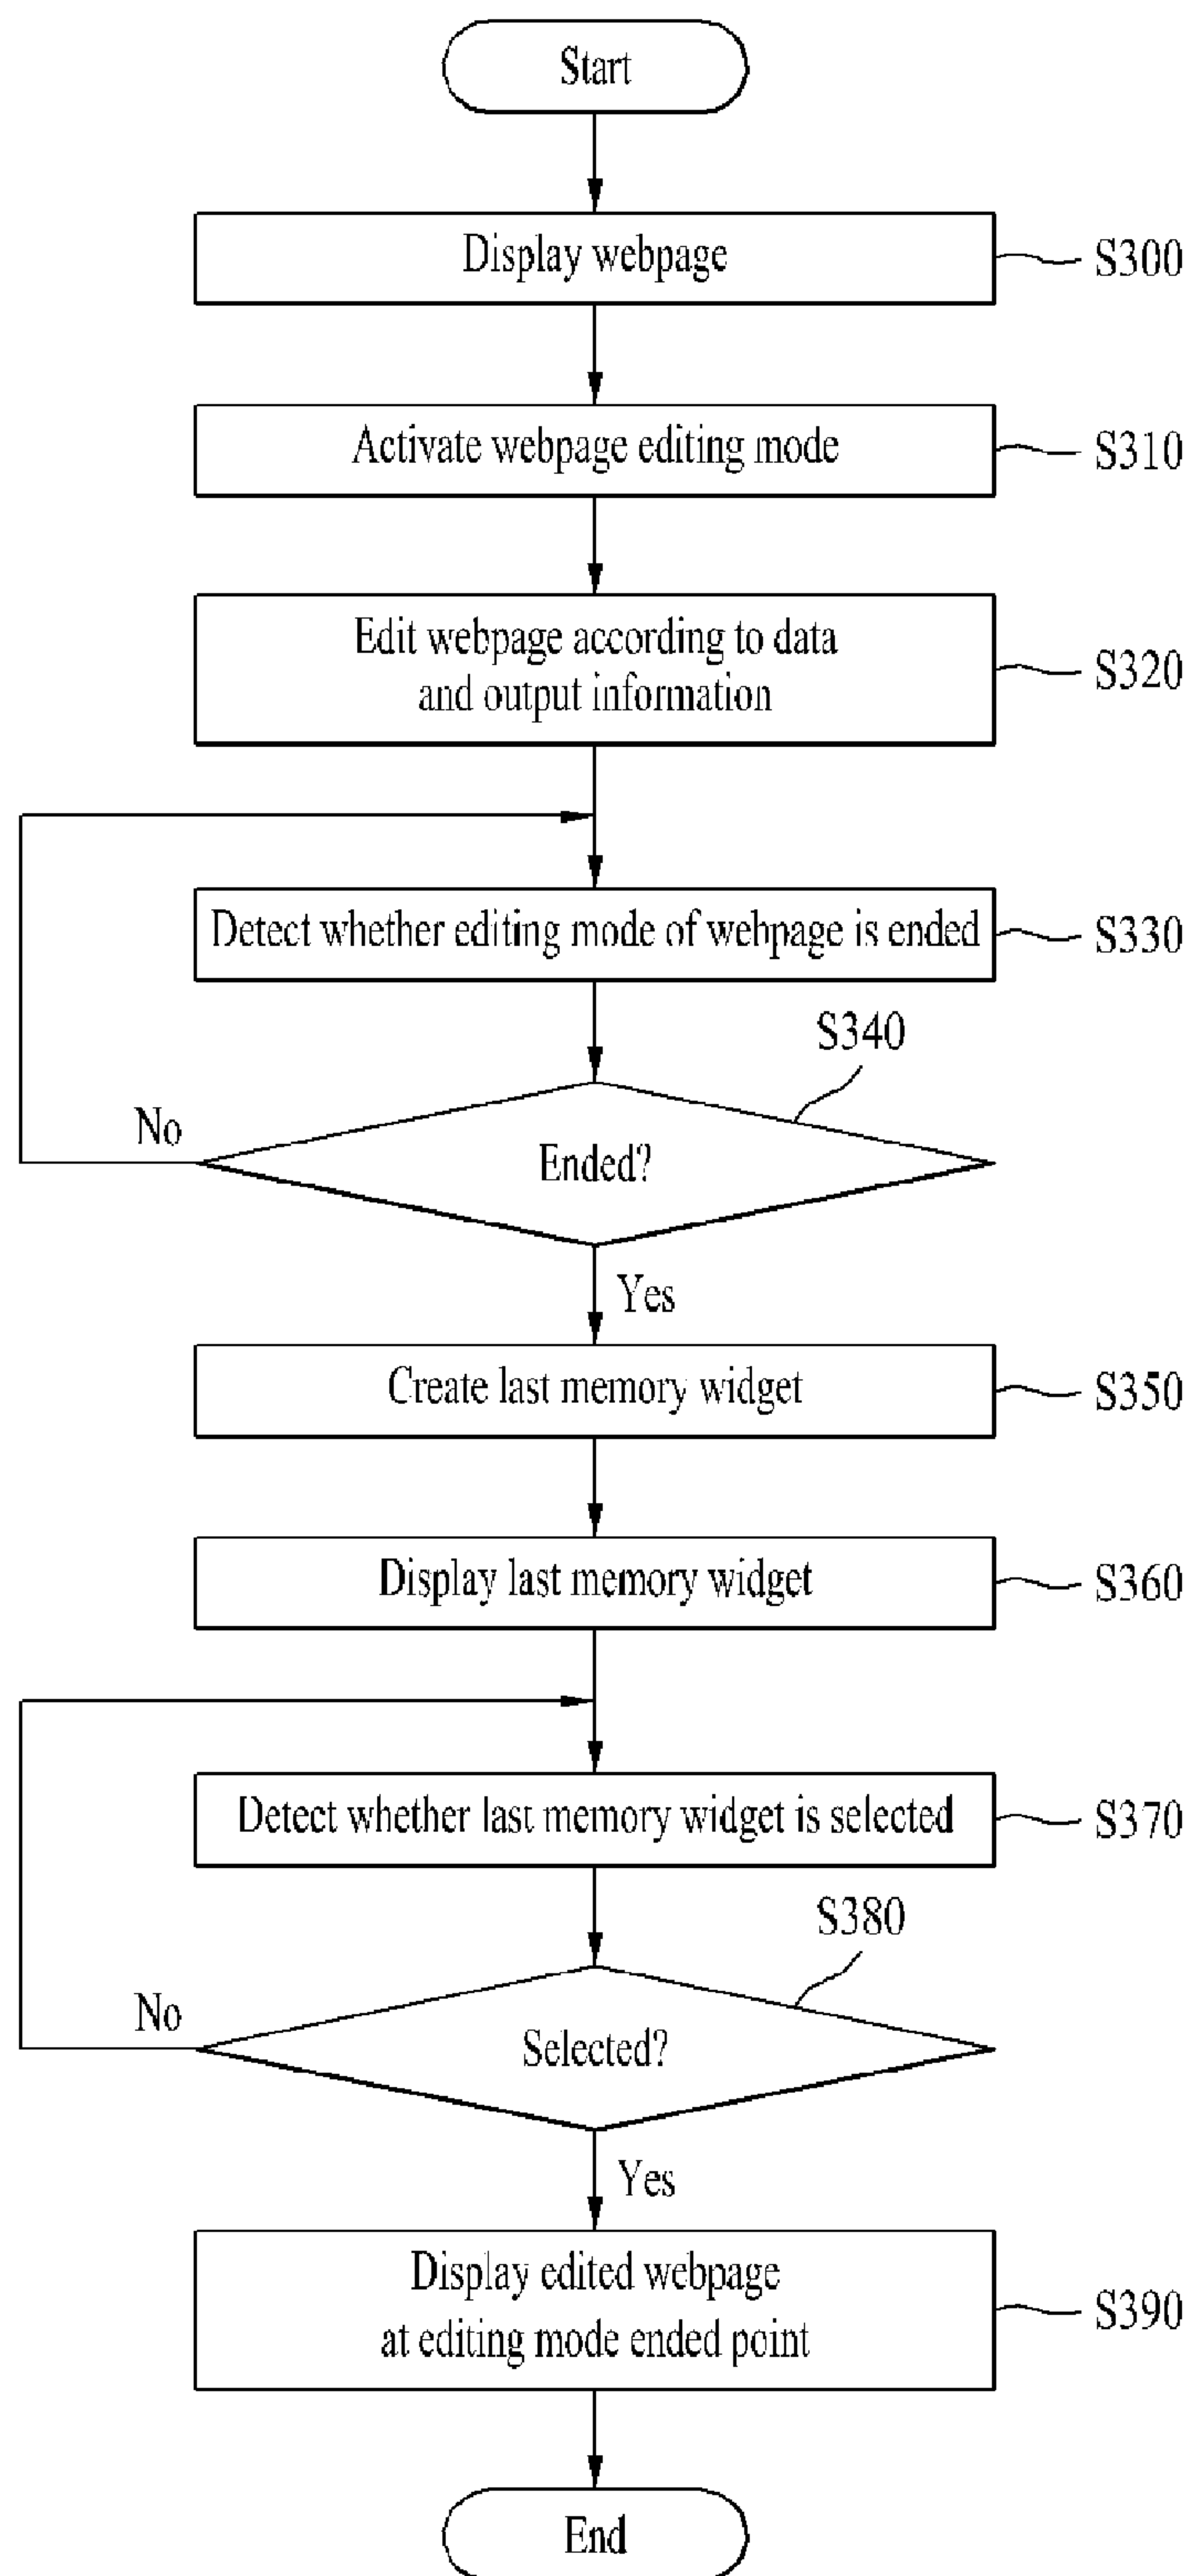 Start
Display webpage
S300
Activate webpage editing mode
S310
Edit webpage according to data
and output information
S320
Detect whether editing mode of webpage is ended
S330
S340
No
Ended?
Yes
Create last memory widget
S350
Display last memory widget
S360
Detect whether last memory widget is selected
S370
S380
No
Selected?
Yes
Display edited webpage
at editing mode ended point
S390
End